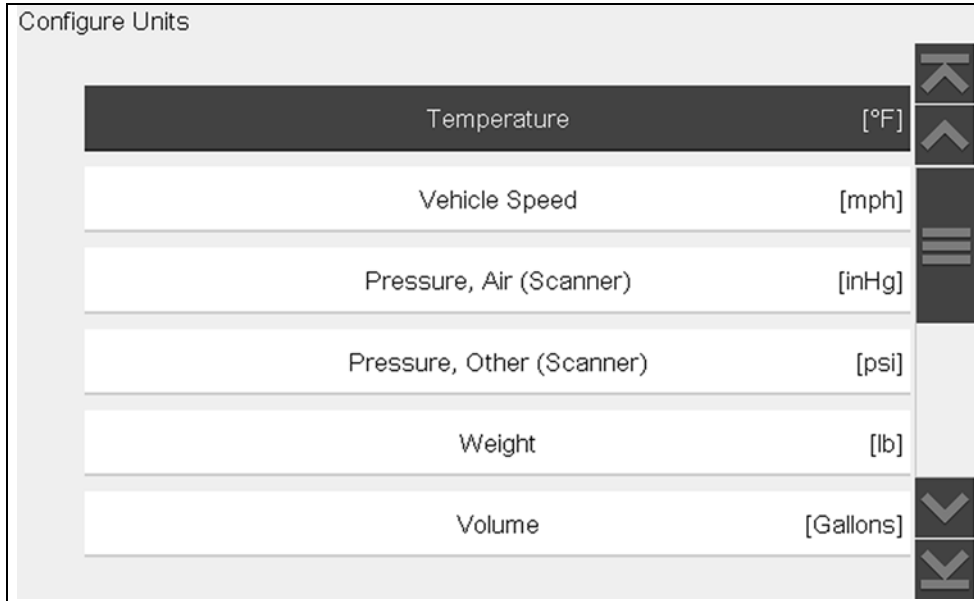 Configure Units
Temperature [°F]
Vehicle Speed [mph]
Pressure, Air (Scanner) [inHg]
Pressure, Other (Scanner) [psi]
Weight [lb]
Volume [Gallons]